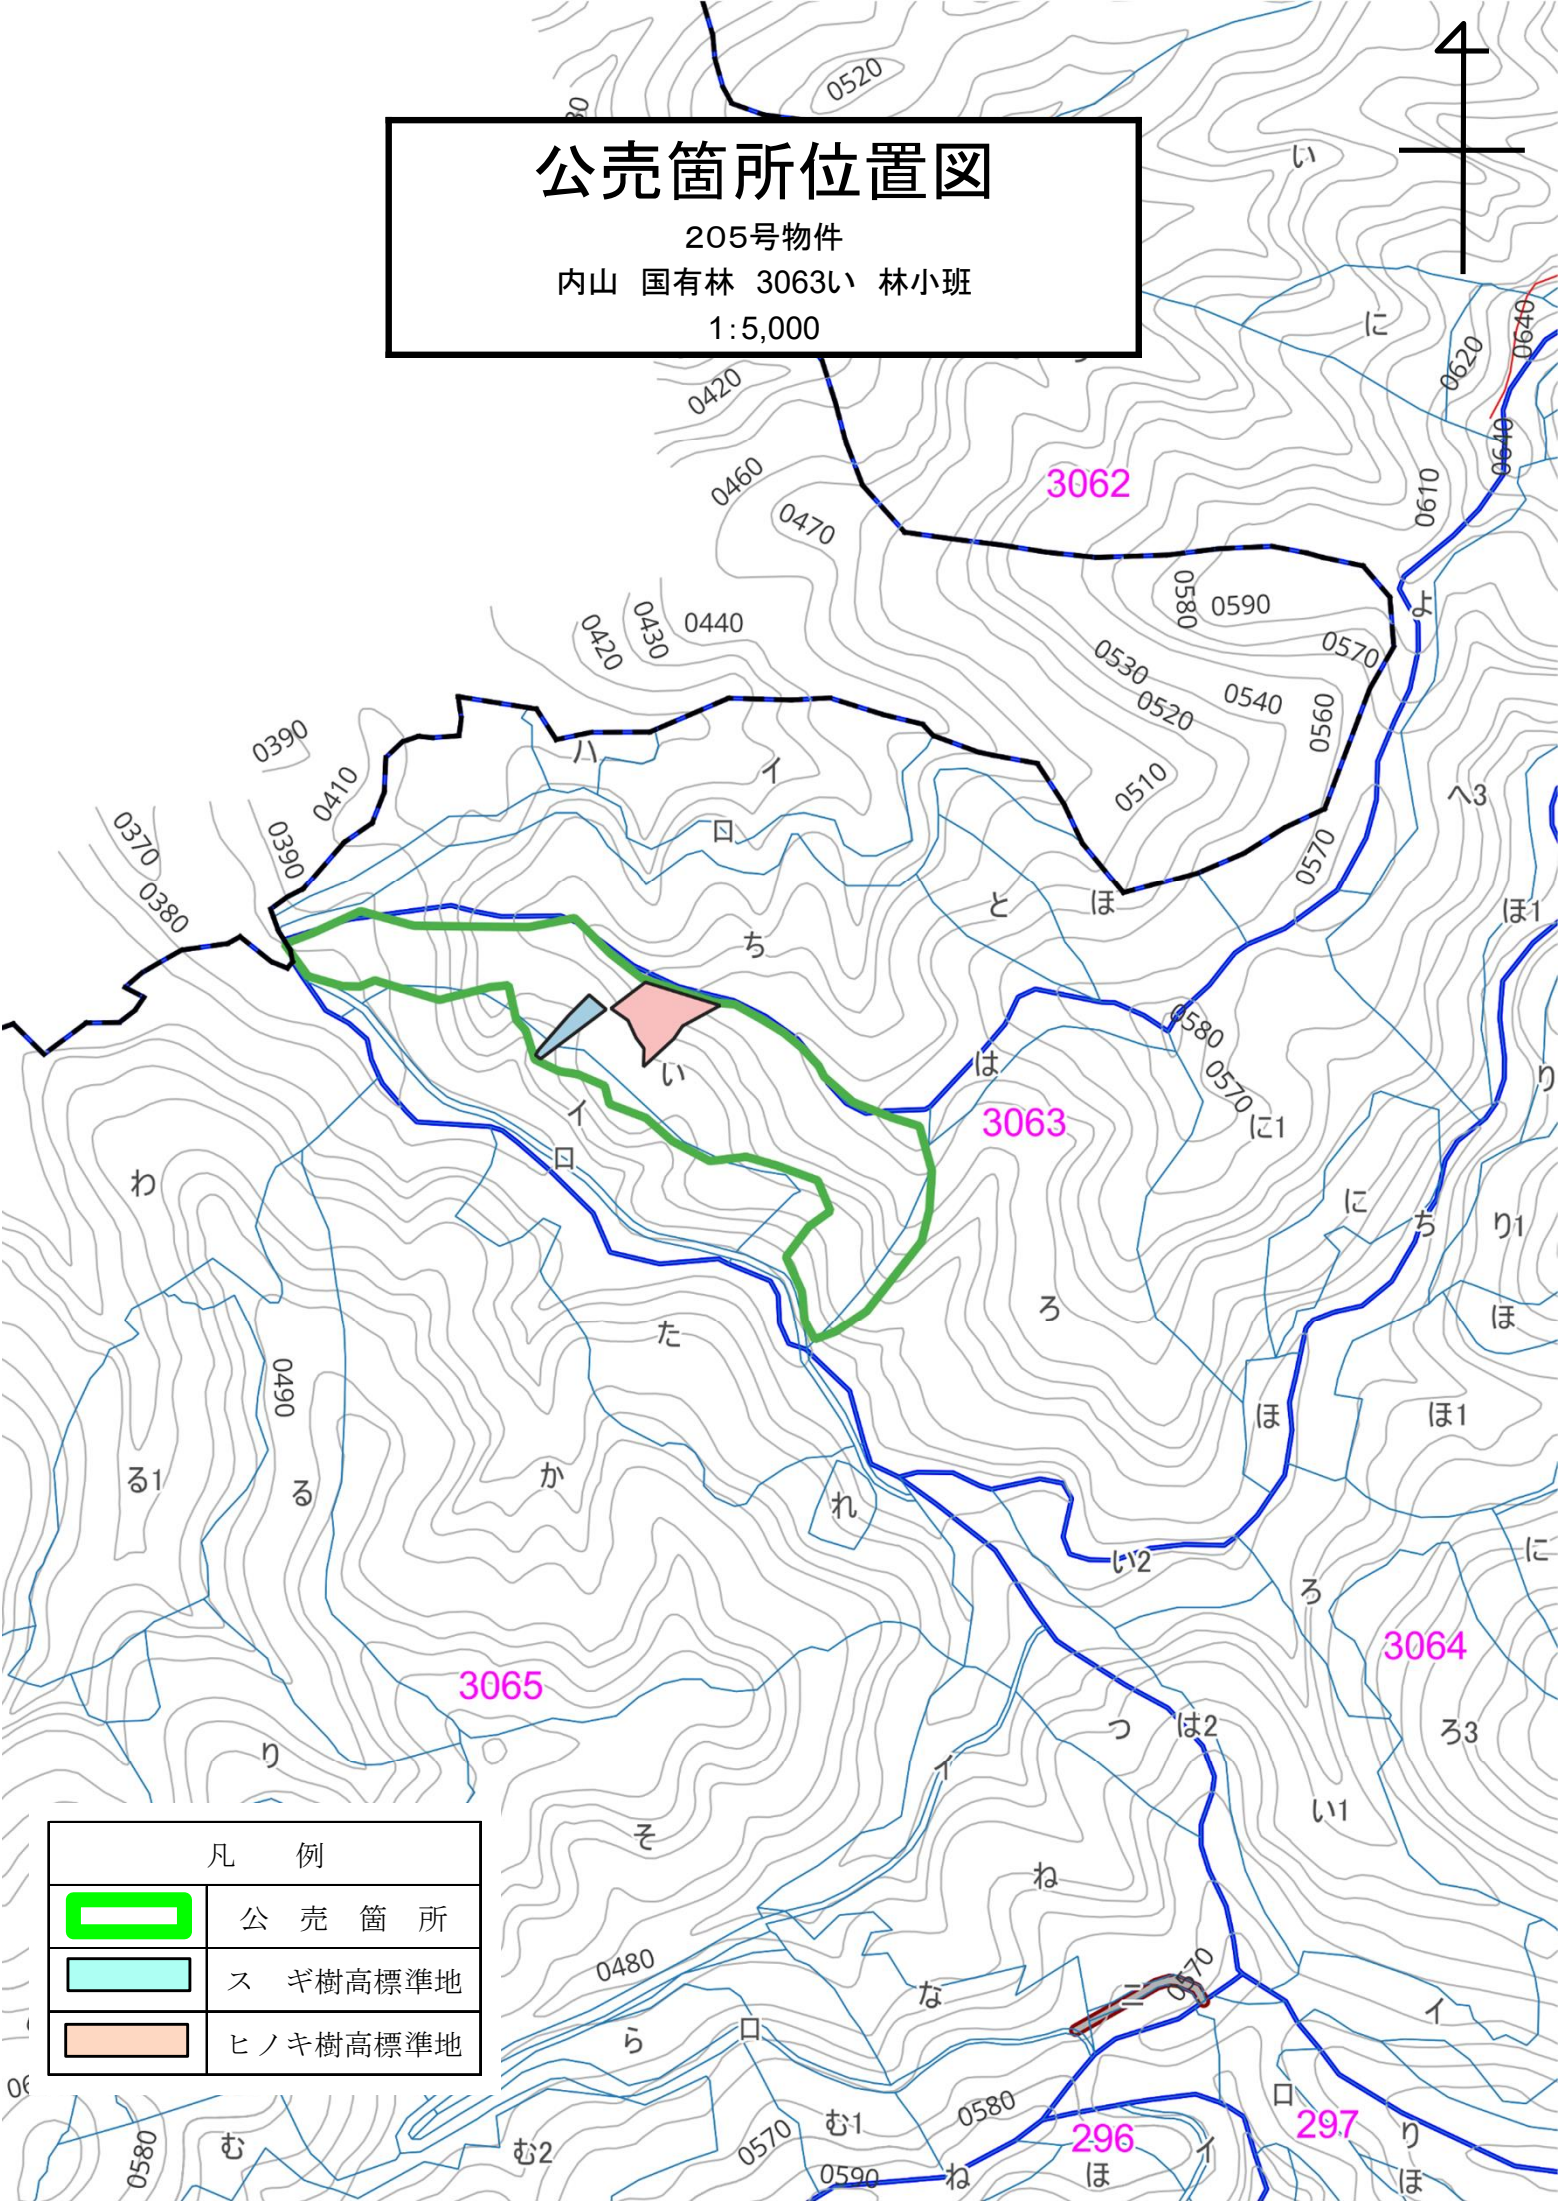 公売箇所位置図
205号物件
内山 国有林 3063い 林小班
1:5,000
0520
い
に
0640
0620
0640
0420
0460
3062
0610
0470
0580
0590
よ
0440
0430
0420
0570
0530
0540
0520
0560
0390
ハ
イ
0410
0510
へ3
ロ
0370
0390
0570
0380
と
ほ
ほ1
ち
0580
は
い
0570
り
イ
3063
に1
ロ
わ
に
ち
り1
ろ
ほ
た
0490
ほ
ほ1
る1
る
か
れ
い2
に
ろ
3064
3065
つ
は2
ろ3
り
イ
い1
そ
ね
凡 例
公 売 箇 所
ス ギ樹高標準地
ヒノキ樹高標準地
0480
0570
な
ニ
イ
ら
ロ
ロ
0580
む1
297
296
り
む
む2
0570
イ
0580
0590
ね
ほ
ほ